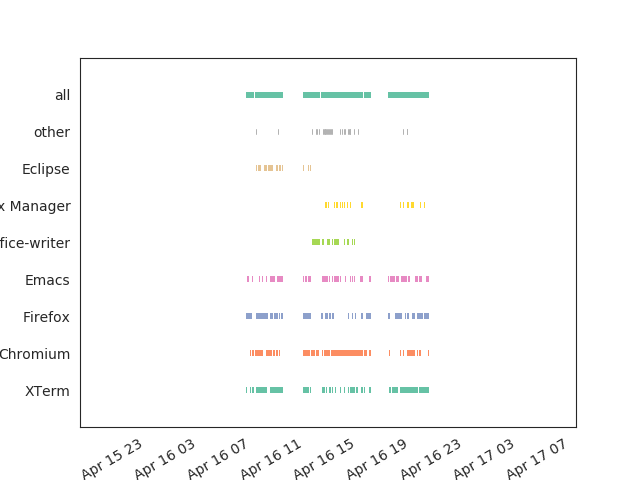 all
other
Eclipse
x Manager
fice-writer
Emacs
Firefox
Chromium
XTerm
Apr 15 23
Apr 16 03
Apr 16 07
Apr 16 11
Apr 16 15
Apr 16 19
Apr 16 23
Apr 17 03
Apr 17 07